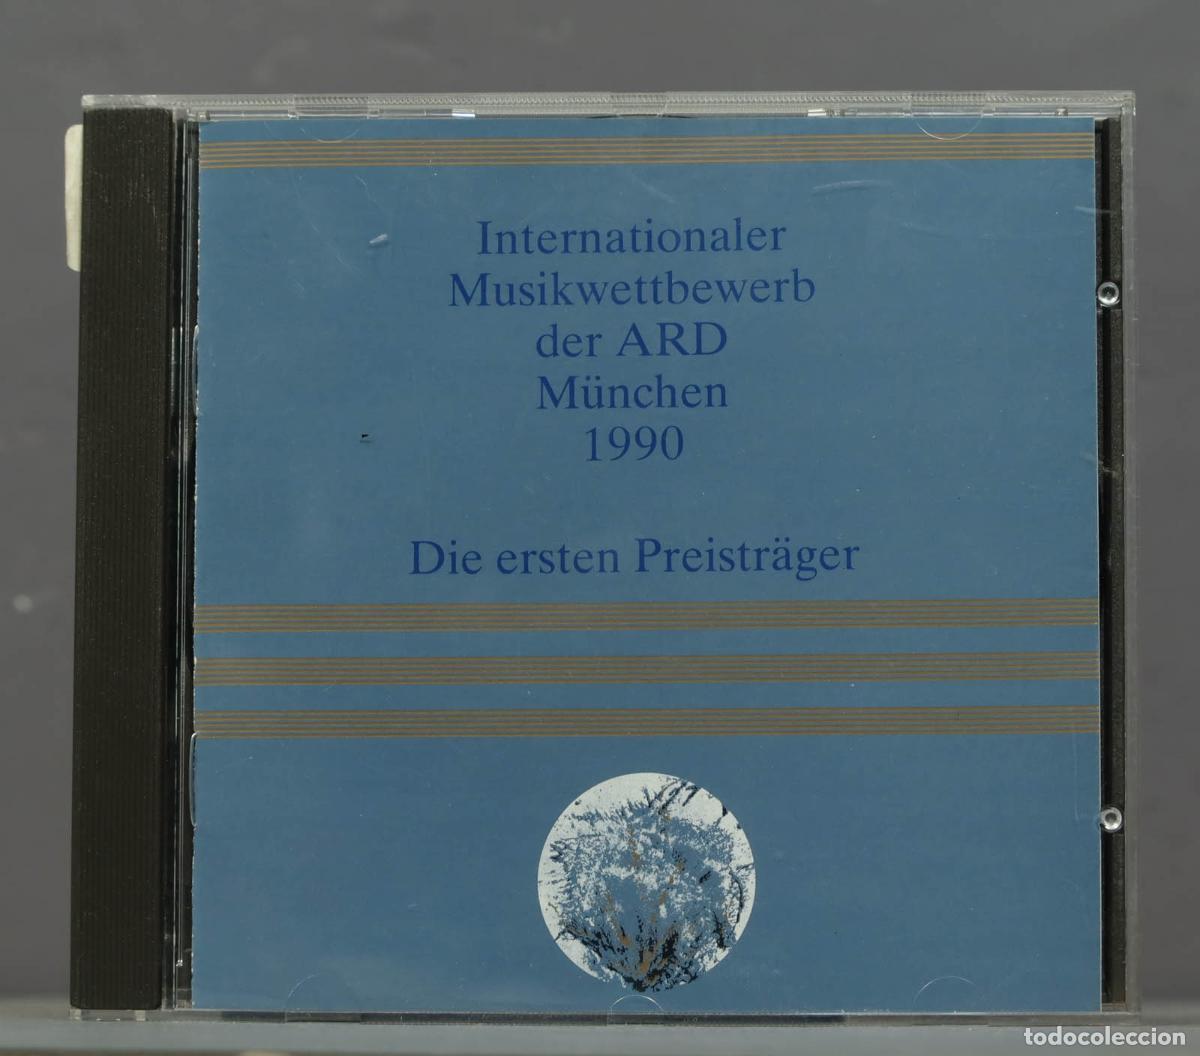 Internationaler
Musikwettbewerb
der ARD
München
1990
Die ersten Preisträger
todocoleccion